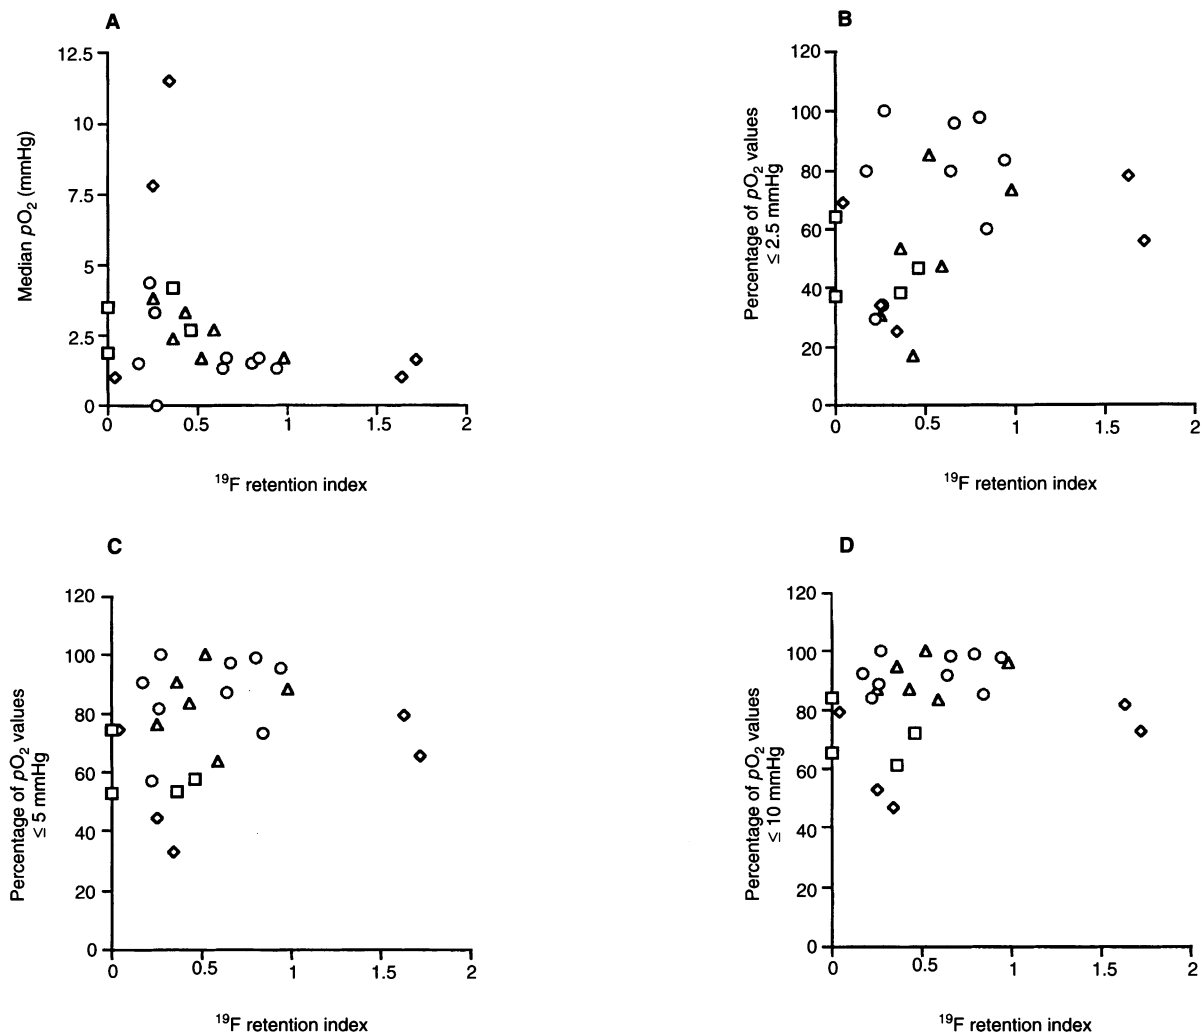 A
Median pO2 (mmHg)
12.5
10
7.5
5
2.5
0
0 0.5 1 1.5 2
19F retention index
B
Percentage of pO2 values
≤ 2.5 mmHg
120
100
80
60
40
20
0
0 0.5 1 1.5 2
19F retention index
C
Percentage of pO2 values
≤ 5 mmHg
120
100
80
60
40
20
0
0 0.5 1 1.5 2
19F retention index
D
Percentage of pO2 values
≤ 10 mmHg
120
100
80
60
40
20
0
0 0.5 1 1.5 2
19F retention index